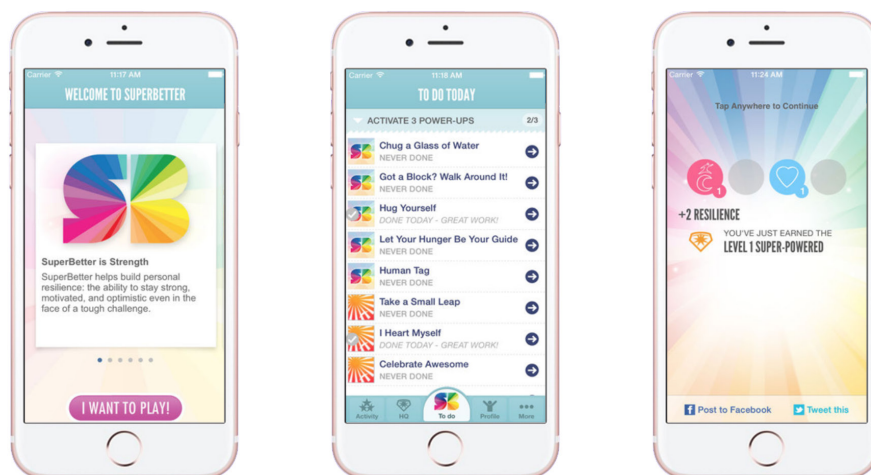 Carrier 11:17 AM
WELCOME TO SUPERBETTER
SB
SuperBetter is Strength
SuperBetter helps build personal
resilience: the ability to stay strong,
motivated, and optimistic even in the
face of a tough challenge.
I WANT TO PLAY!
Carrier 11:18 AM
TO DO TODAY
ACTIVATE 3 POWER-UPS 2/3
Chug a Glass of Water
NEVER DONE
Got a Block? Walk Around It!
NEVER DONE
Hug Yourself
DONE TODAY - GREAT WORK!
Let Your Hunger Be Your Guide
NEVER DONE
Human Tag
NEVER DONE
Take a Small Leap
NEVER DONE
I Heart Myself
DONE TODAY - GREAT WORK!
Celebrate Awesome
NEVER DONE
Activity HQ To do Profile More
Carrier 11:24 AM
Tap Anywhere to Continue
1 1
+2 RESILIENCE
YOU'VE JUST EARNED THE
LEVEL 1 SUPER-POWERED
Post to Facebook Tweet this